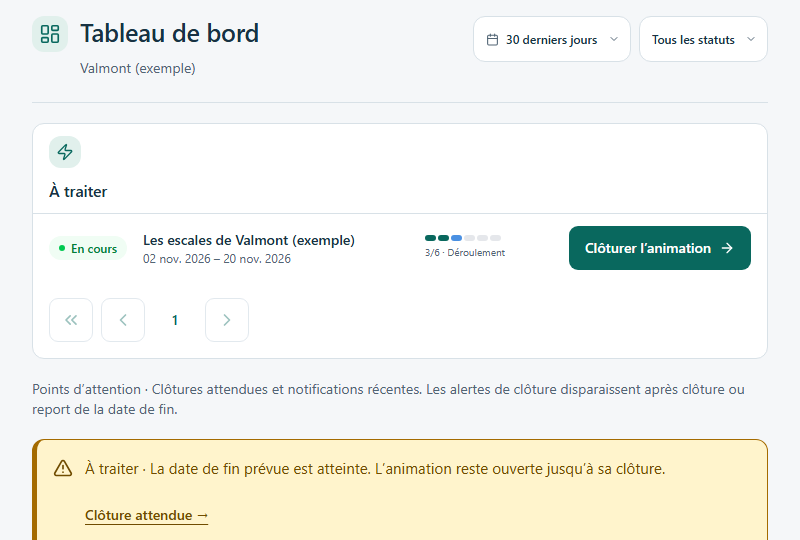 Tableau de bord
Valmont (exemple)
30 derniers jours
Tous les statuts
À traiter
En cours
Les escales de Valmont (exemple)
02 nov. 2026 – 20 nov. 2026
3/6 · Déroulement
Clôturer l’animation →
1
Points d’attention · Clôtures attendues et notifications récentes. Les alertes de clôture disparaissent après clôture ou
report de la date de fin.
À traiter · La date de fin prévue est atteinte. L’animation reste ouverte jusqu’à sa clôture.
Clôture attendue →